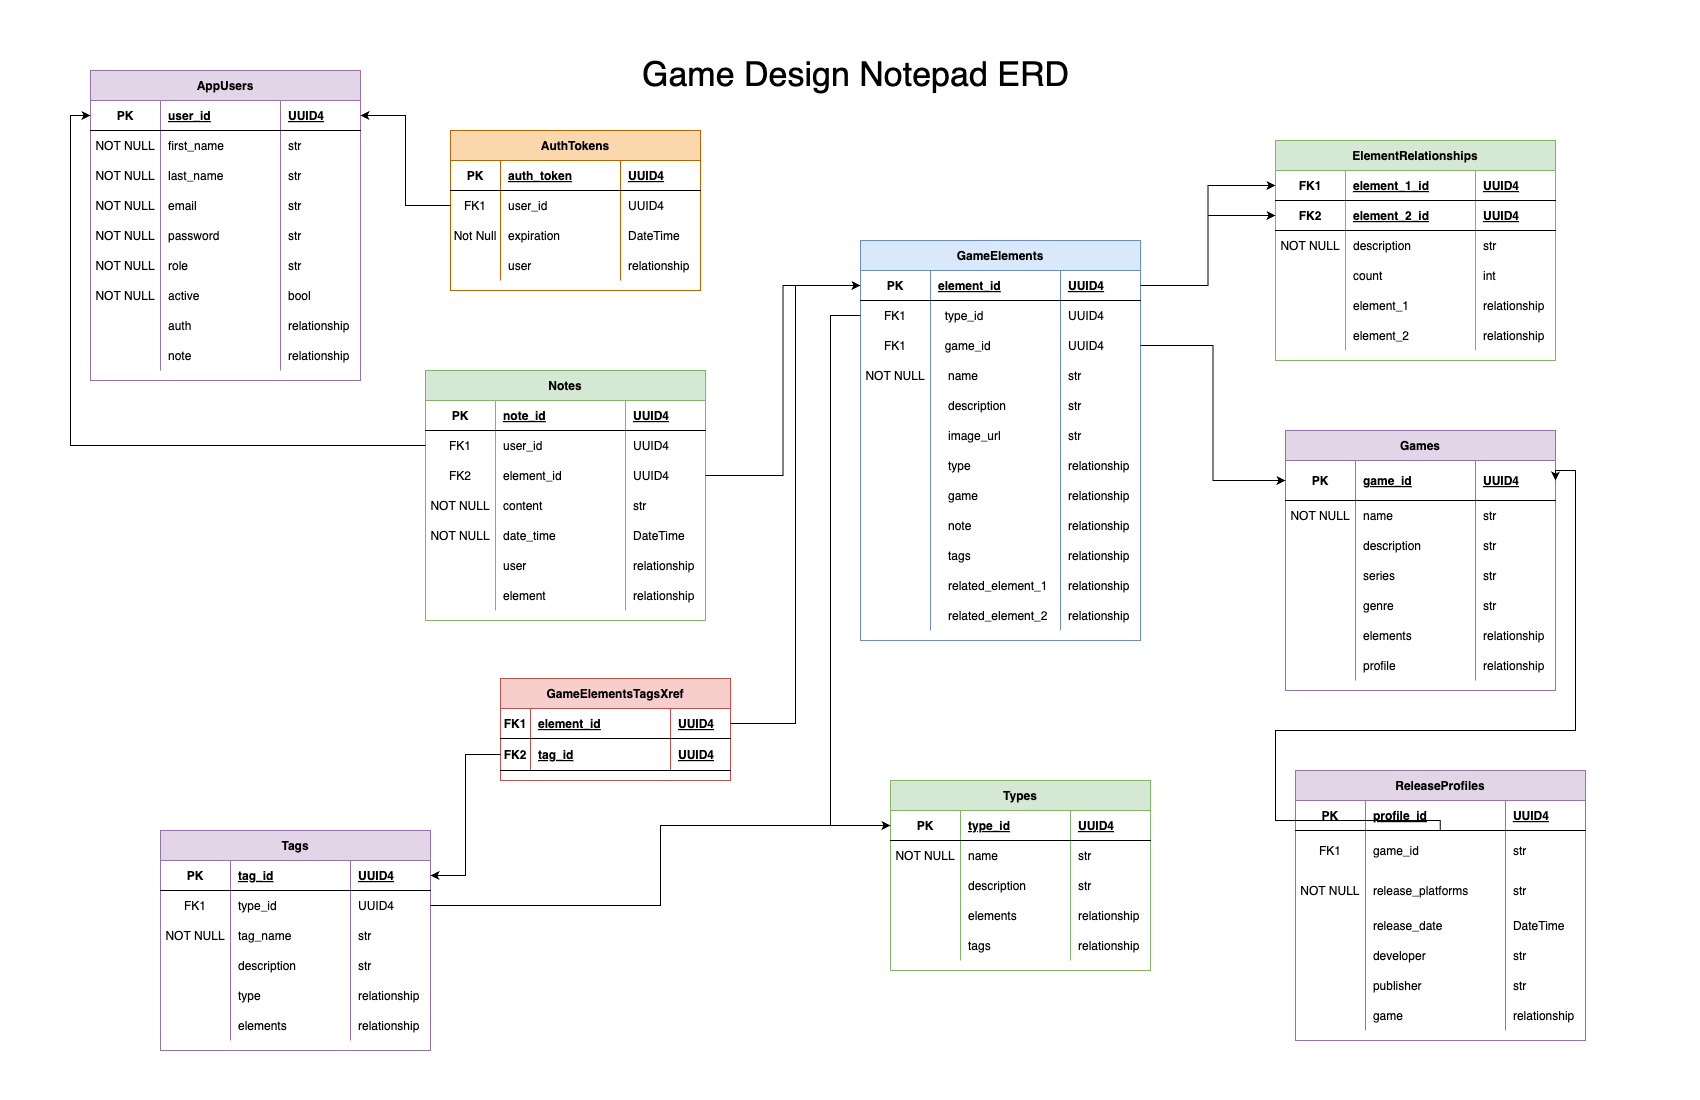 Game Design Notepad ERD
AppUsers
PK user_id UUID4
NOT NULL first_name str
NOT NULL last_name str
NOT NULL email str
NOT NULL password str
NOT NULL role str
NOT NULL active bool
auth relationship
note relationship
AuthTokens
PK auth_token UUID4
FK1 user_id UUID4
Not Null expiration DateTime
user relationship
Notes
PK note_id UUID4
FK1 user_id UUID4
FK2 element_id UUID4
NOT NULL content str
NOT NULL date_time DateTime
user relationship
element relationship
GameElements
PK element_id UUID4
FK1 type_id UUID4
FK1 game_id UUID4
NOT NULL name str
description str
image_url str
type relationship
game relationship
note relationship
tags relationship
related_element_1 relationship
related_element_2 relationship
ElementRelationships
FK1 element_1_id UUID4
FK2 element_2_id UUID4
NOT NULL description str
count int
element_1 relationship
element_2 relationship
Games
PK game_id UUID4
NOT NULL name str
description str
series str
genre str
elements relationship
profile relationship
GameElementsTagsXref
FK1 element_id UUID4
FK2 tag_id UUID4
Tags
PK tag_id UUID4
FK1 type_id UUID4
NOT NULL tag_name str
description str
type relationship
elements relationship
Types
PK type_id UUID4
NOT NULL name str
description str
elements relationship
tags relationship
ReleaseProfiles
PK profile_id UUID4
FK1 game_id str
NOT NULL release_platforms str
release_date DateTime
developer str
publisher str
game relationship